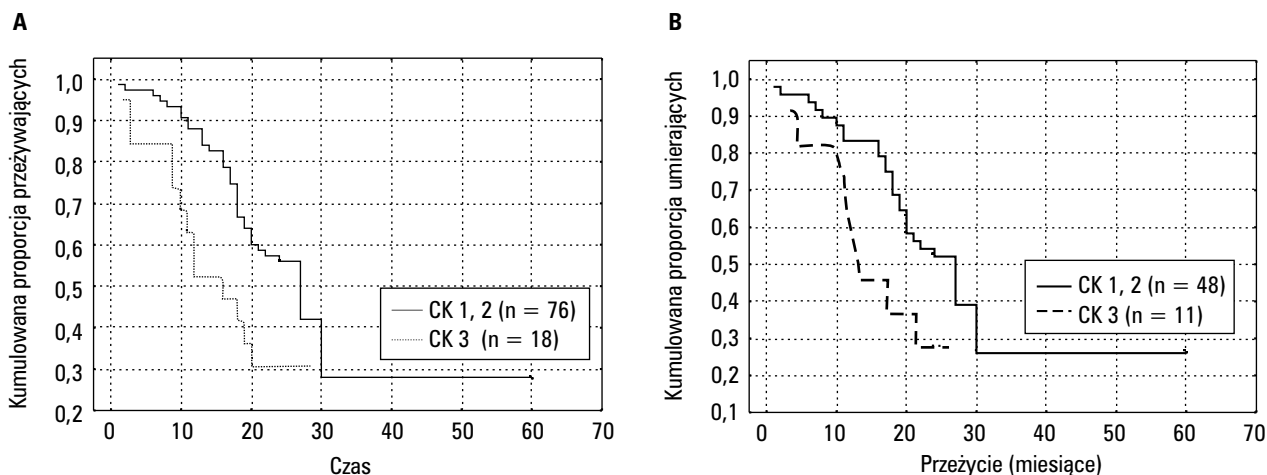 A
Kumulowana proporcja przeżywających
1,0
0,9
0,8
0,7
0,6
0,5
0,4
0,3
0,2
CK 1, 2 (n = 76)
CK 3 (n = 18)
0 10 20 30 40 50 60 70
Czas
B
Kumulowana proporcja umierających
1,0
0,9
0,8
0,7
0,6
0,5
0,4
0,3
0,2
0,1
CK 1, 2 (n = 48)
CK 3 (n = 11)
0 10 20 30 40 50 60 70
Przeżycie (miesiące)